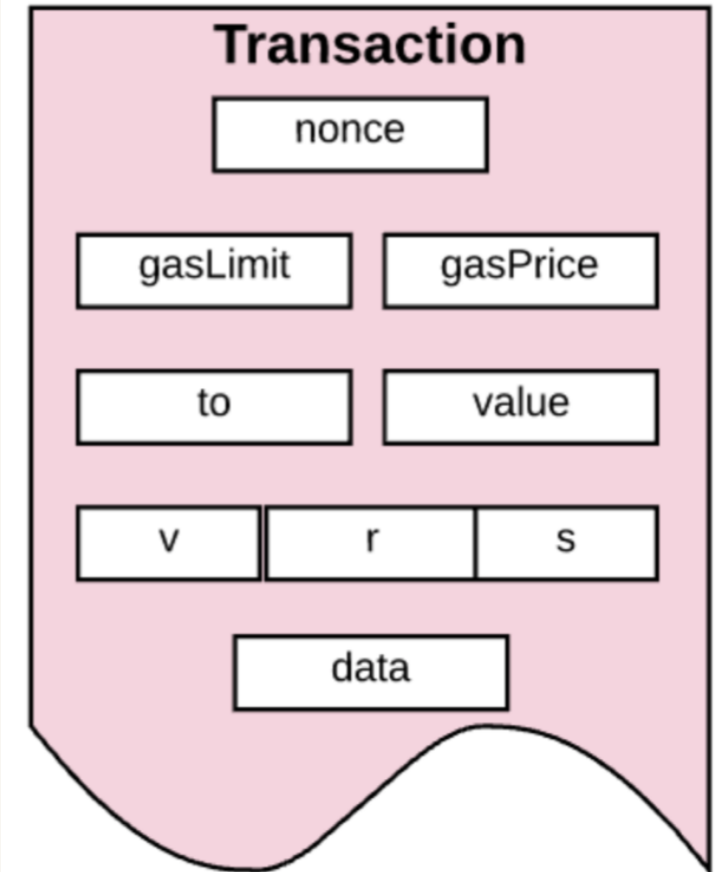 Transaction
nonce
gasLimit gasPrice
to value
v r s
data